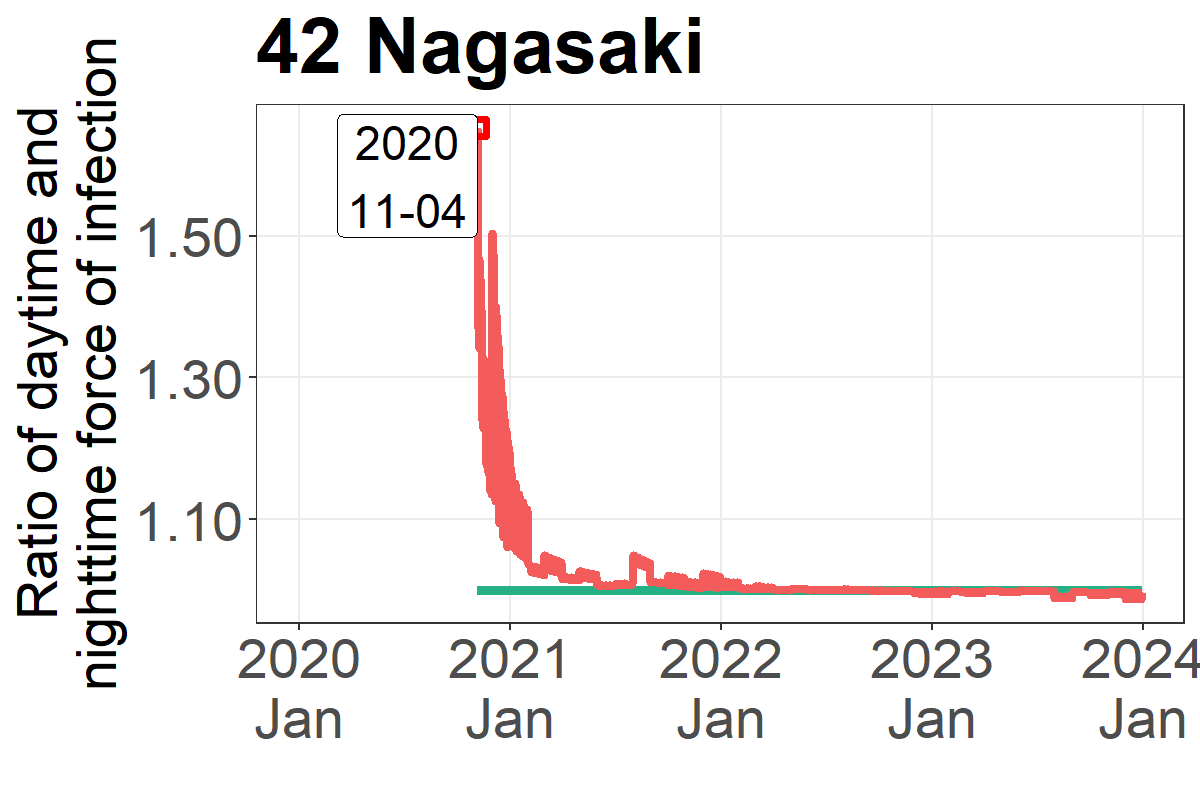 42 Nagasaki
Ratio of daytime and
nighttime force of infection
2020
11-04
1.50
1.30
1.10
2020 2021 2022 2023 2024
Jan Jan Jan Jan Jan